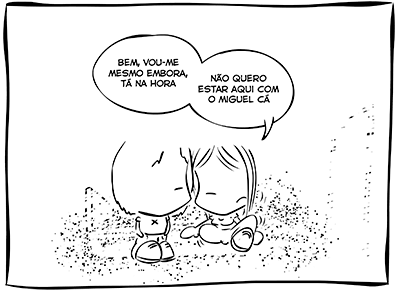 BEM, VOU-ME
MESMO EMBORA,
TÁ NA HORA
NÃO QUERO
ESTAR AQUI COM
O MIGUEL CÁ